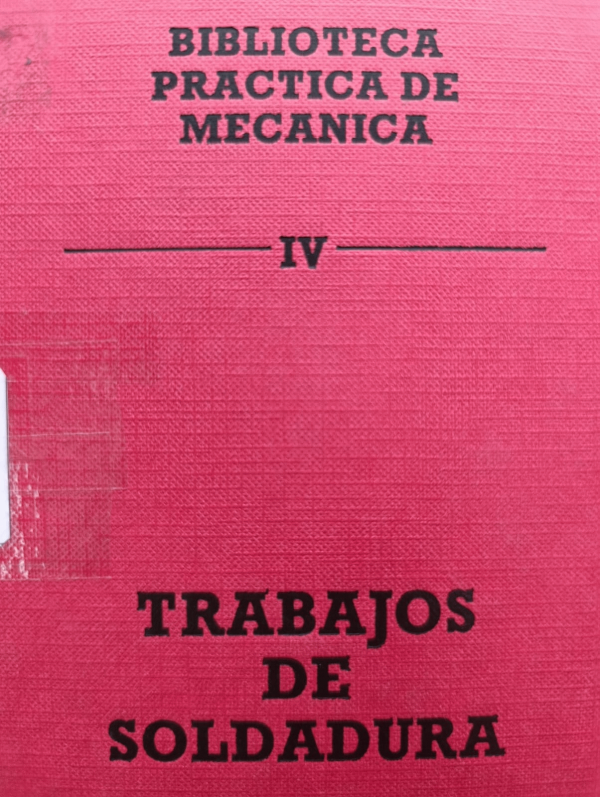 BIBLIOTECA
PRACTICA DE
MECANICA
IV
TRABAJOS
DE
SOLDADURA